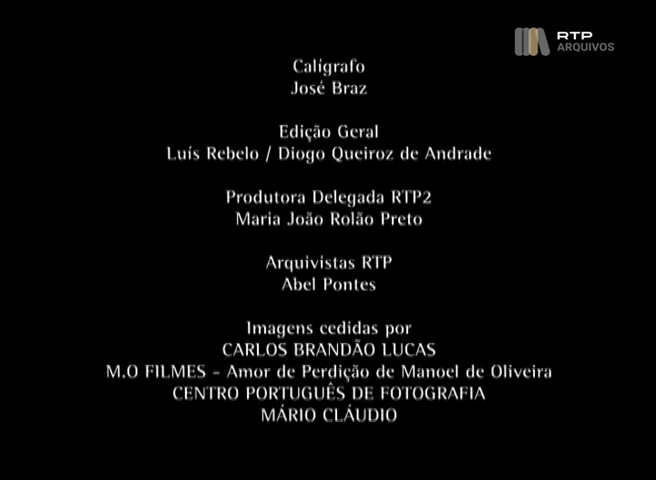 RTP
ARQUIVOS
Calígrafo
José Braz
Edição Geral
Luís Rebelo / Diogo Queiroz de Andrade
Produtora Delegada RTP2
Maria João Rolão Preto
Arquivistas RTP
Abel Pontes
Imagens cedidas por
CARLOS BRANDÃO LUCAS
M.O FILMES - Amor de Perdição de Manoel de Oliveira
CENTRO PORTUGUÊS DE FOTOGRAFIA
MÁRIO CLÁUDIO